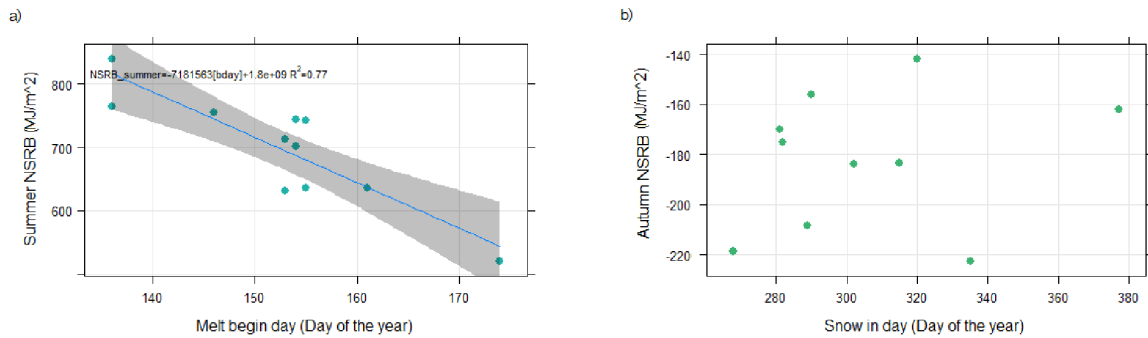 a)
NSRB_summer=-7181563[bday]+1.8e+09 R^2=0.77
Summer NSRB (MJ/m^2)
800
700
600
140 150 160 170
Melt begin day (Day of the year)
b)
Autumn NSRB (MJ/m^2)
-140
-160
-180
-200
-220
280 300 320 340 360 380
Snow in day (Day of the year)